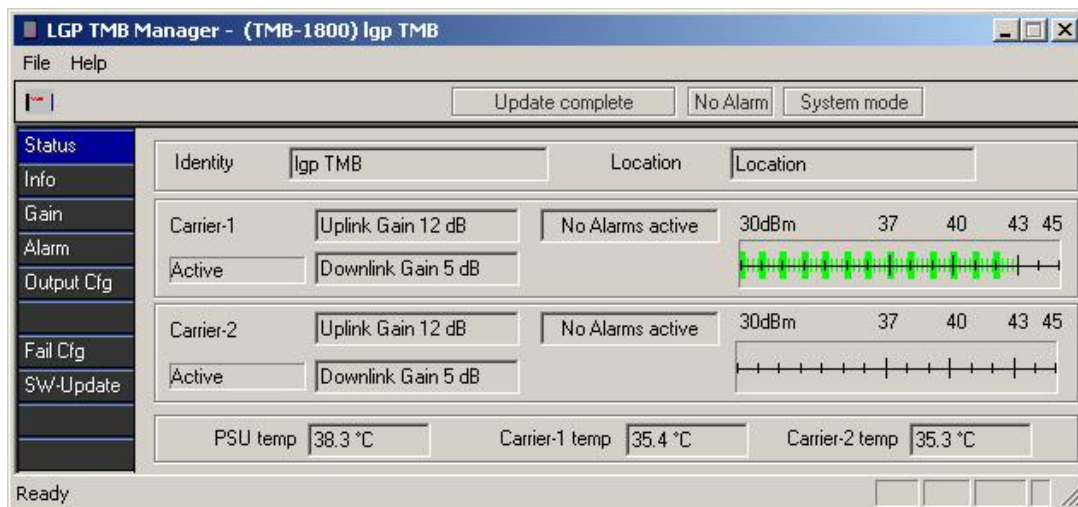 LGP TMB Manager - (TMB-1800) lgp TMB
File Help
Update complete No Alarm System mode
Status
Info
Gain
Alarm
Output Cfg
Fail Cfg
SW-Update
Identity lgp TMB Location Location
Carrier-1 Uplink Gain 12 dB No Alarms active 30dBm 37 40 43 45
Active Downlink Gain 5 dB
Carrier-2 Uplink Gain 12 dB No Alarms active 30dBm 37 40 43 45
Active Downlink Gain 5 dB
PSU temp 38.3 °C Carrier-1 temp 35.4 °C Carrier-2 temp 35.3 °C
Ready